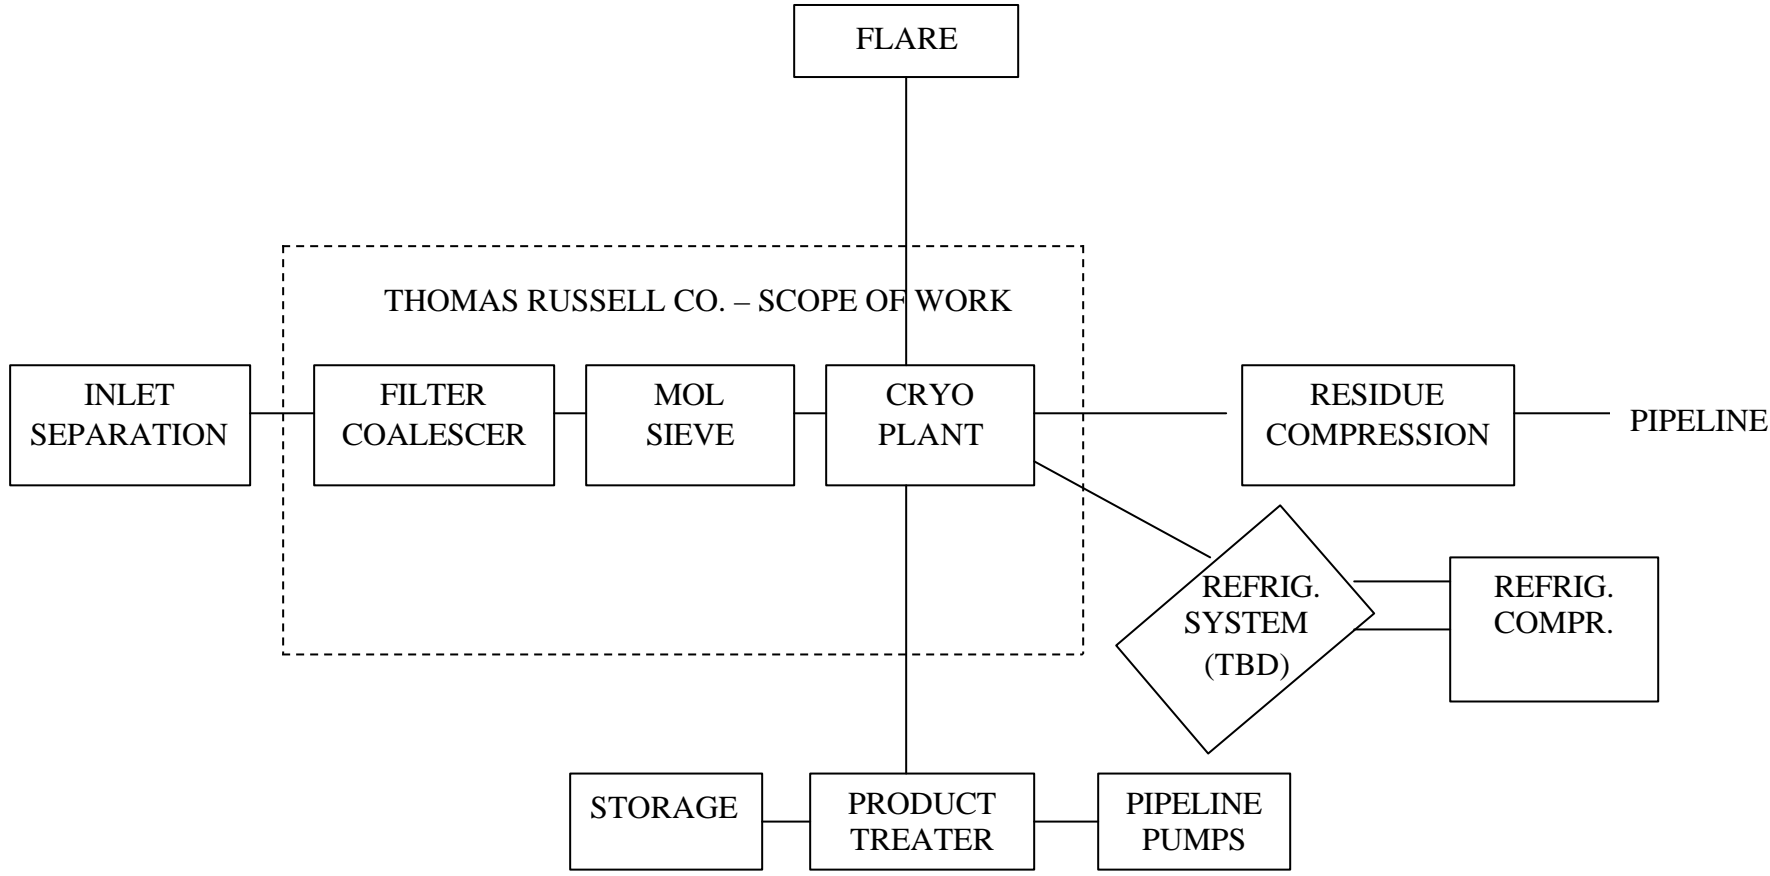 FLARE
THOMAS RUSSELL CO. – SCOPE OF WORK
INLET
SEPARATION
FILTER
COALESCER
MOL
SIEVE
CRYO
PLANT
RESIDUE
COMPRESSION
PIPELINE
REFRIG.
SYSTEM
(TBD)
REFRIG.
COMPR.
STORAGE
PRODUCT
TREATER
PIPELINE
PUMPS